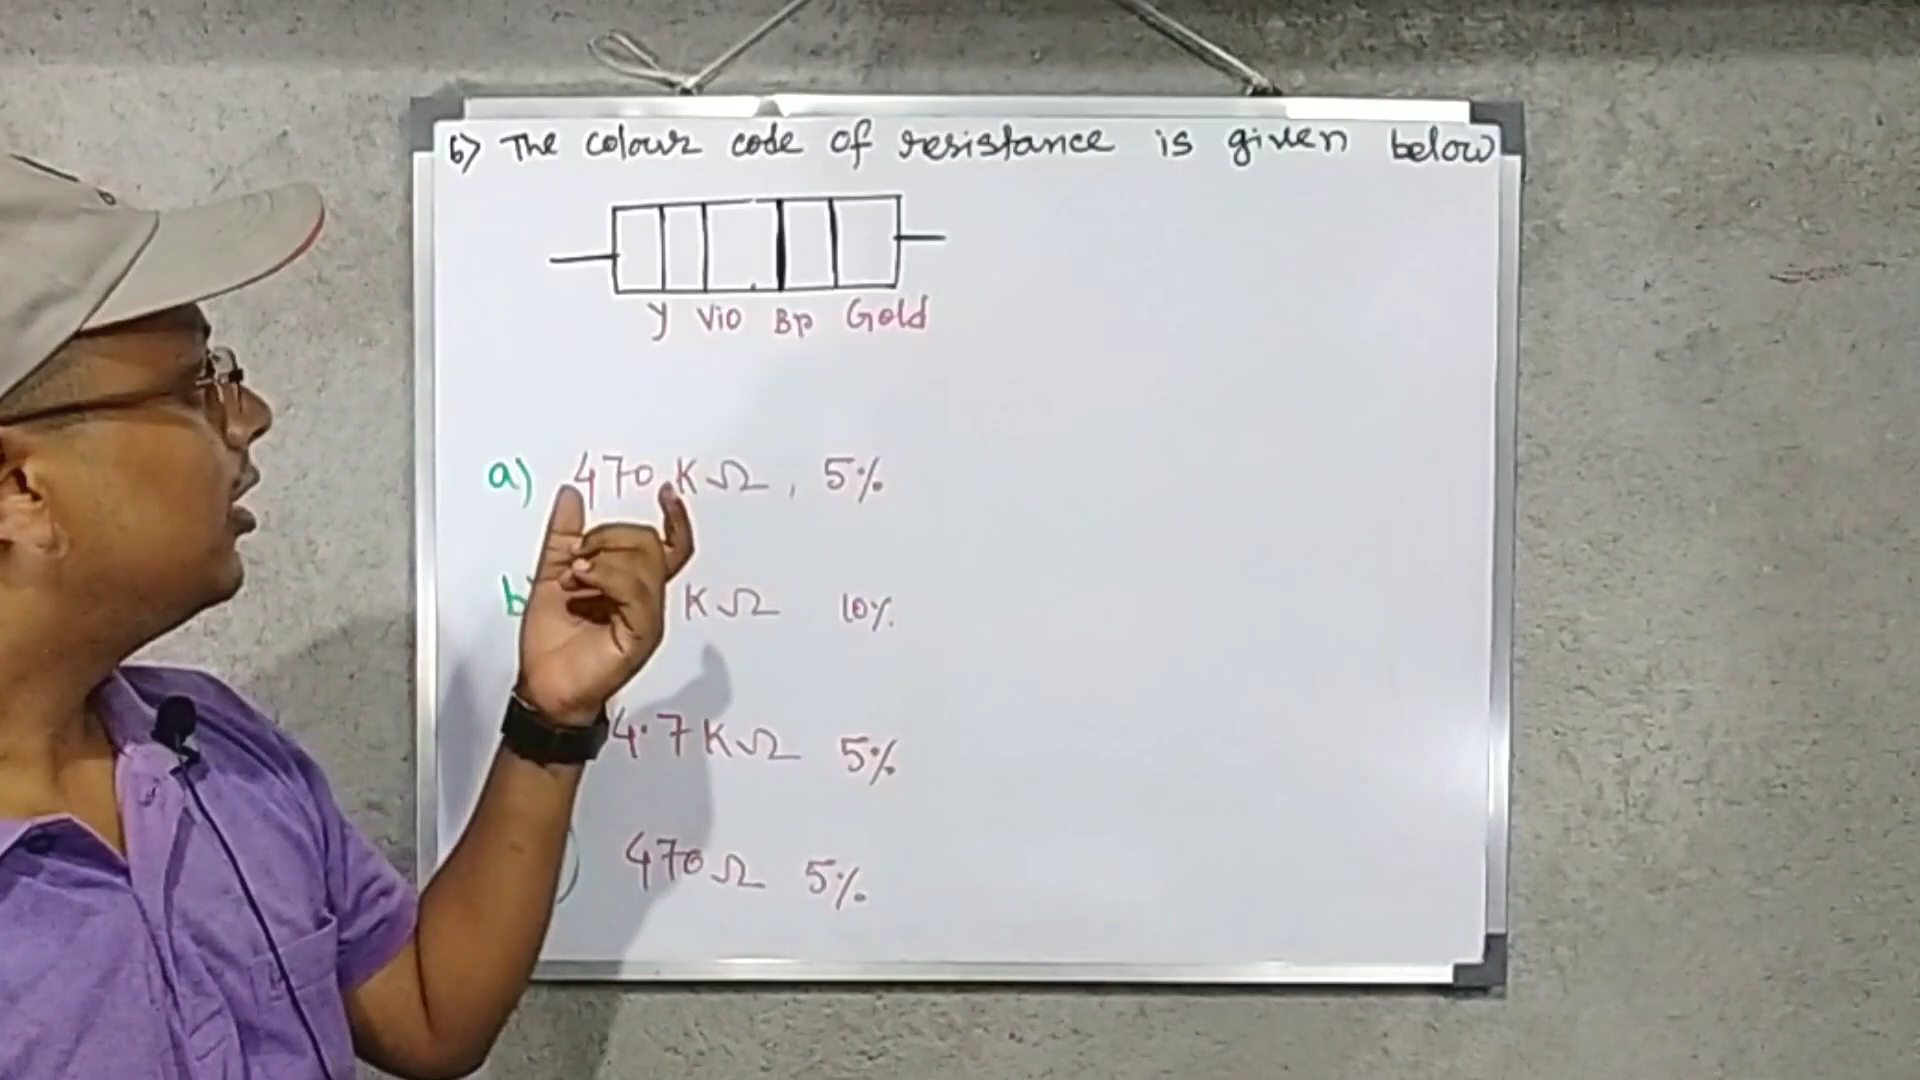 6) The colour code of resistance is given below
Y Vio Br Gold
a) 470 KΩ, 5%
b KΩ 10%
4.7 KΩ 5%
) 470 Ω 5%